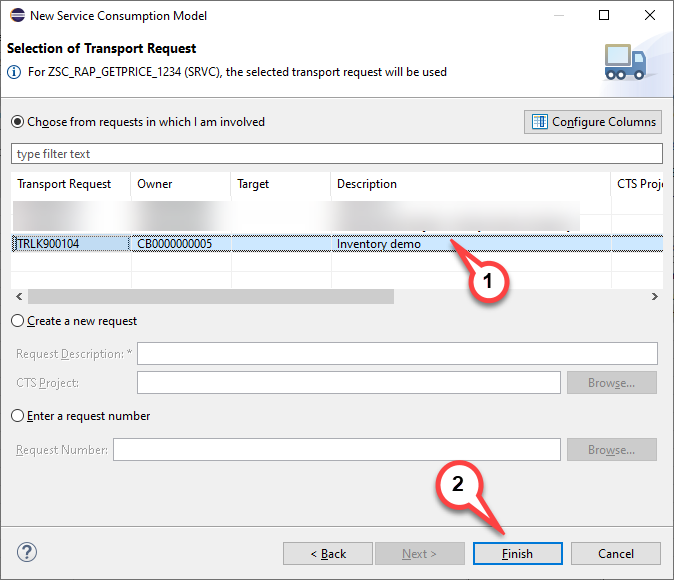 New Service Consumption Model
Selection of Transport Request
For ZSC_RAP_GETPRICE_1234 (SRVC), the selected transport request will be used
Choose from requests in which I am involved
Configure Columns
type filter text
Transport Request Owner Target Description CTS Proje
TRLK900104 CB0000000005 Inventory demo
1
Create a new request
Request Description: *
CTS Project:
Browse...
Enter a request number
Request Number:
Browse...
2
? < Back Next > Finish Cancel